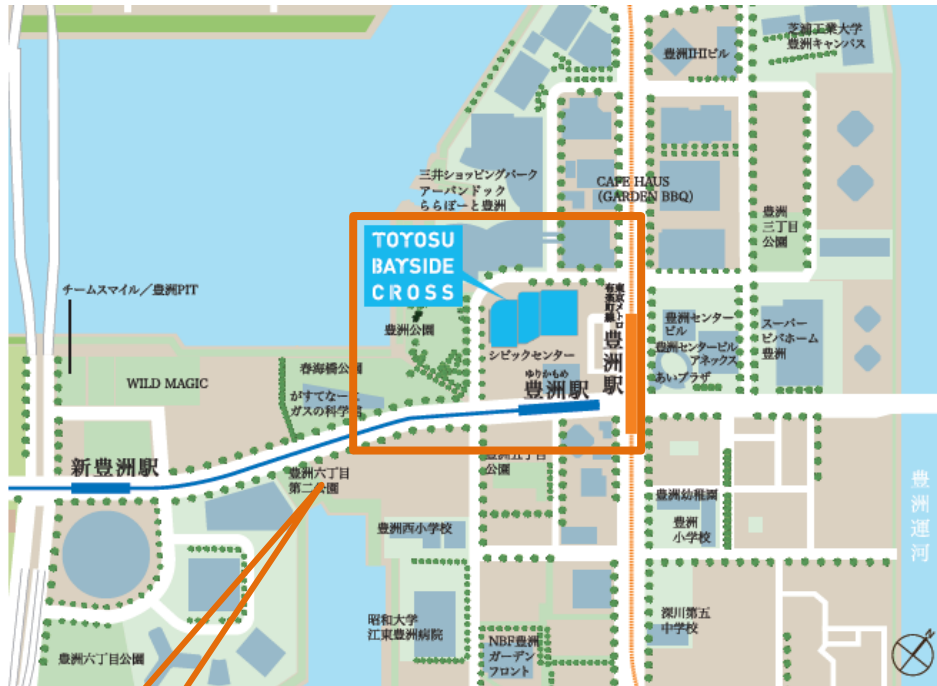 芝浦工業大学
豊洲キャンパス
豊洲IHIビル
三井ショッピングパーク
アーバンドック
ららぽーと豊洲
CAFE HAUS
(GARDEN BBQ)
豊洲
三丁目
公園
TOYOSU
BAYSIDE
CROSS
チームスマイル／豊洲PIT
豊洲公園
東京メトロ
有楽町線
豊洲駅
豊洲センター
ビル
豊洲センタービル
アネックス
あいプラザ
スーパー
ビバホーム
豊洲
シビックセンター
ゆりかもめ
豊洲駅
WILD MAGIC
春海橋公園
がすてなーに
ガスの科学館
新豊洲駅
豊洲六丁目
第二公園
豊洲五丁目
公園
豊洲西小学校
豊洲幼稚園
豊洲
小学校
豊洲運河
昭和大学
江東豊洲病院
深川第五
中学校
NBF豊洲
ガーデン
フロント
豊洲六丁目公園
N